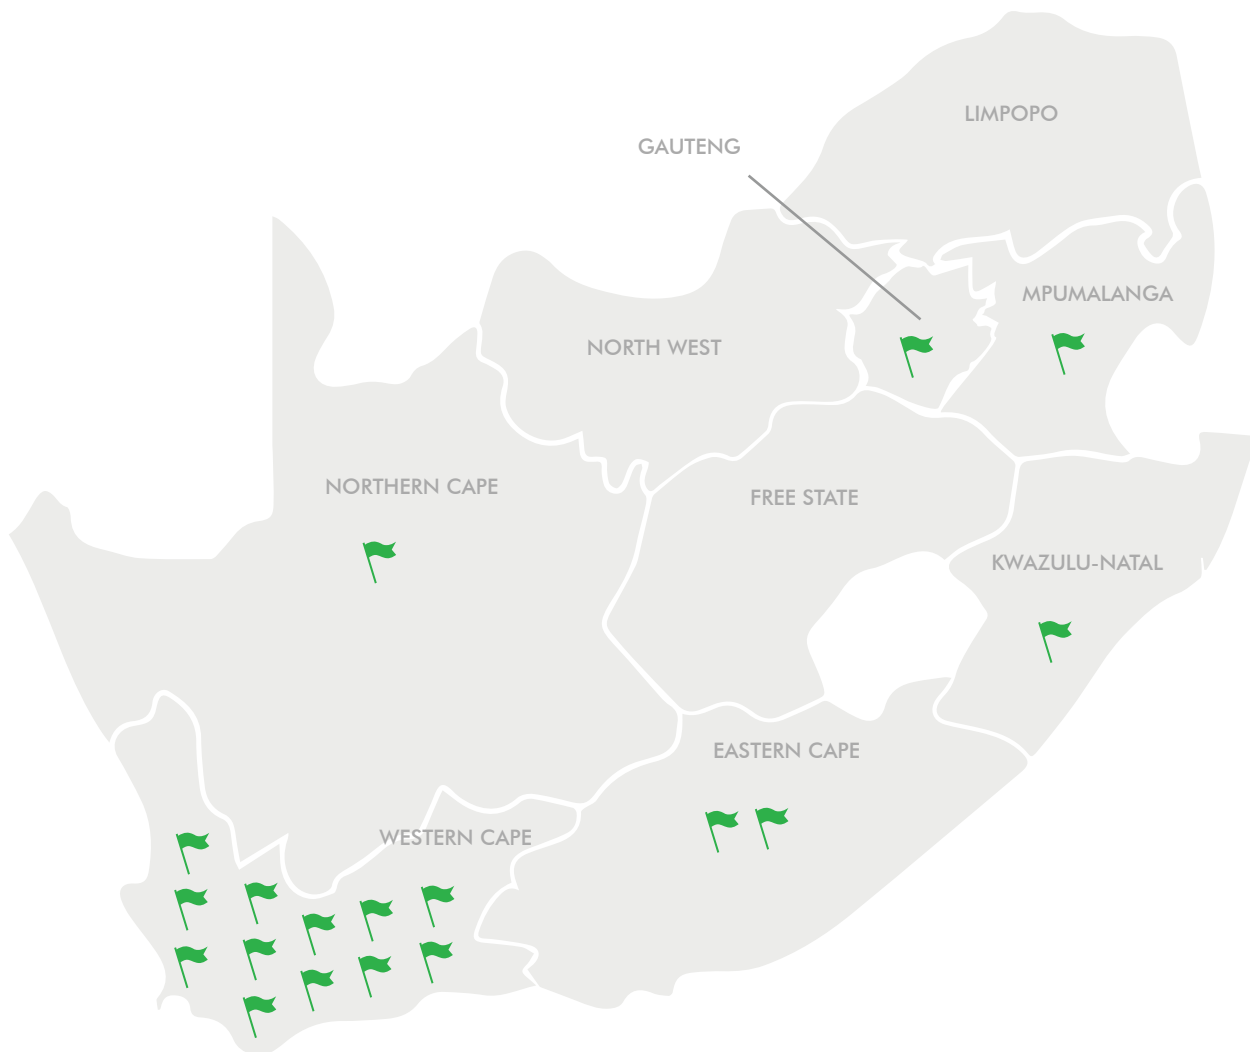 LIMPOPO
GAUTENG
MPUMALANGA
NORTH WEST
NORTHERN CAPE
FREE STATE
KWAZULU-NATAL
EASTERN CAPE
WESTERN CAPE